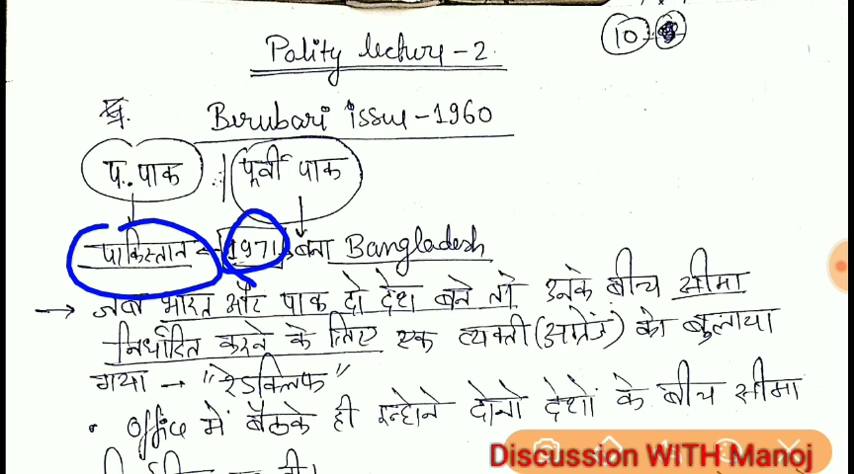 10
Polity lecture-2
Berubari issue-1960
प. पाक पूर्वी पाक
पाकिस्तान 1971 बना Bangladesh
→ जब भारत और पाक दो देश बने तो उनके बीच सीमा
निर्धारित करने के लिए एक व्यक्ती (अंग्रेज) को बुलाया
गया → "रेडक्लिफ"
• Office में बैठके ही इन्होने दोनो देशों के बीच सीमा
Discussion WITH Manoj